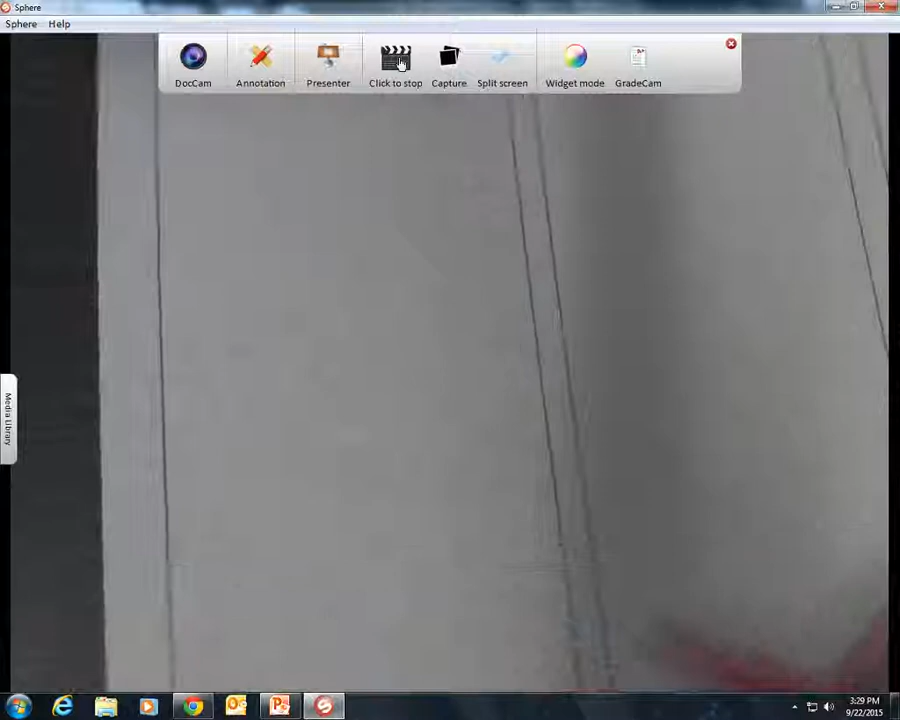 Sphere
Sphere Help
DocCam Annotation Presenter Click to stop Capture Split screen Widget mode GradeCam
Media Library
3:29 PM
9/22/2015